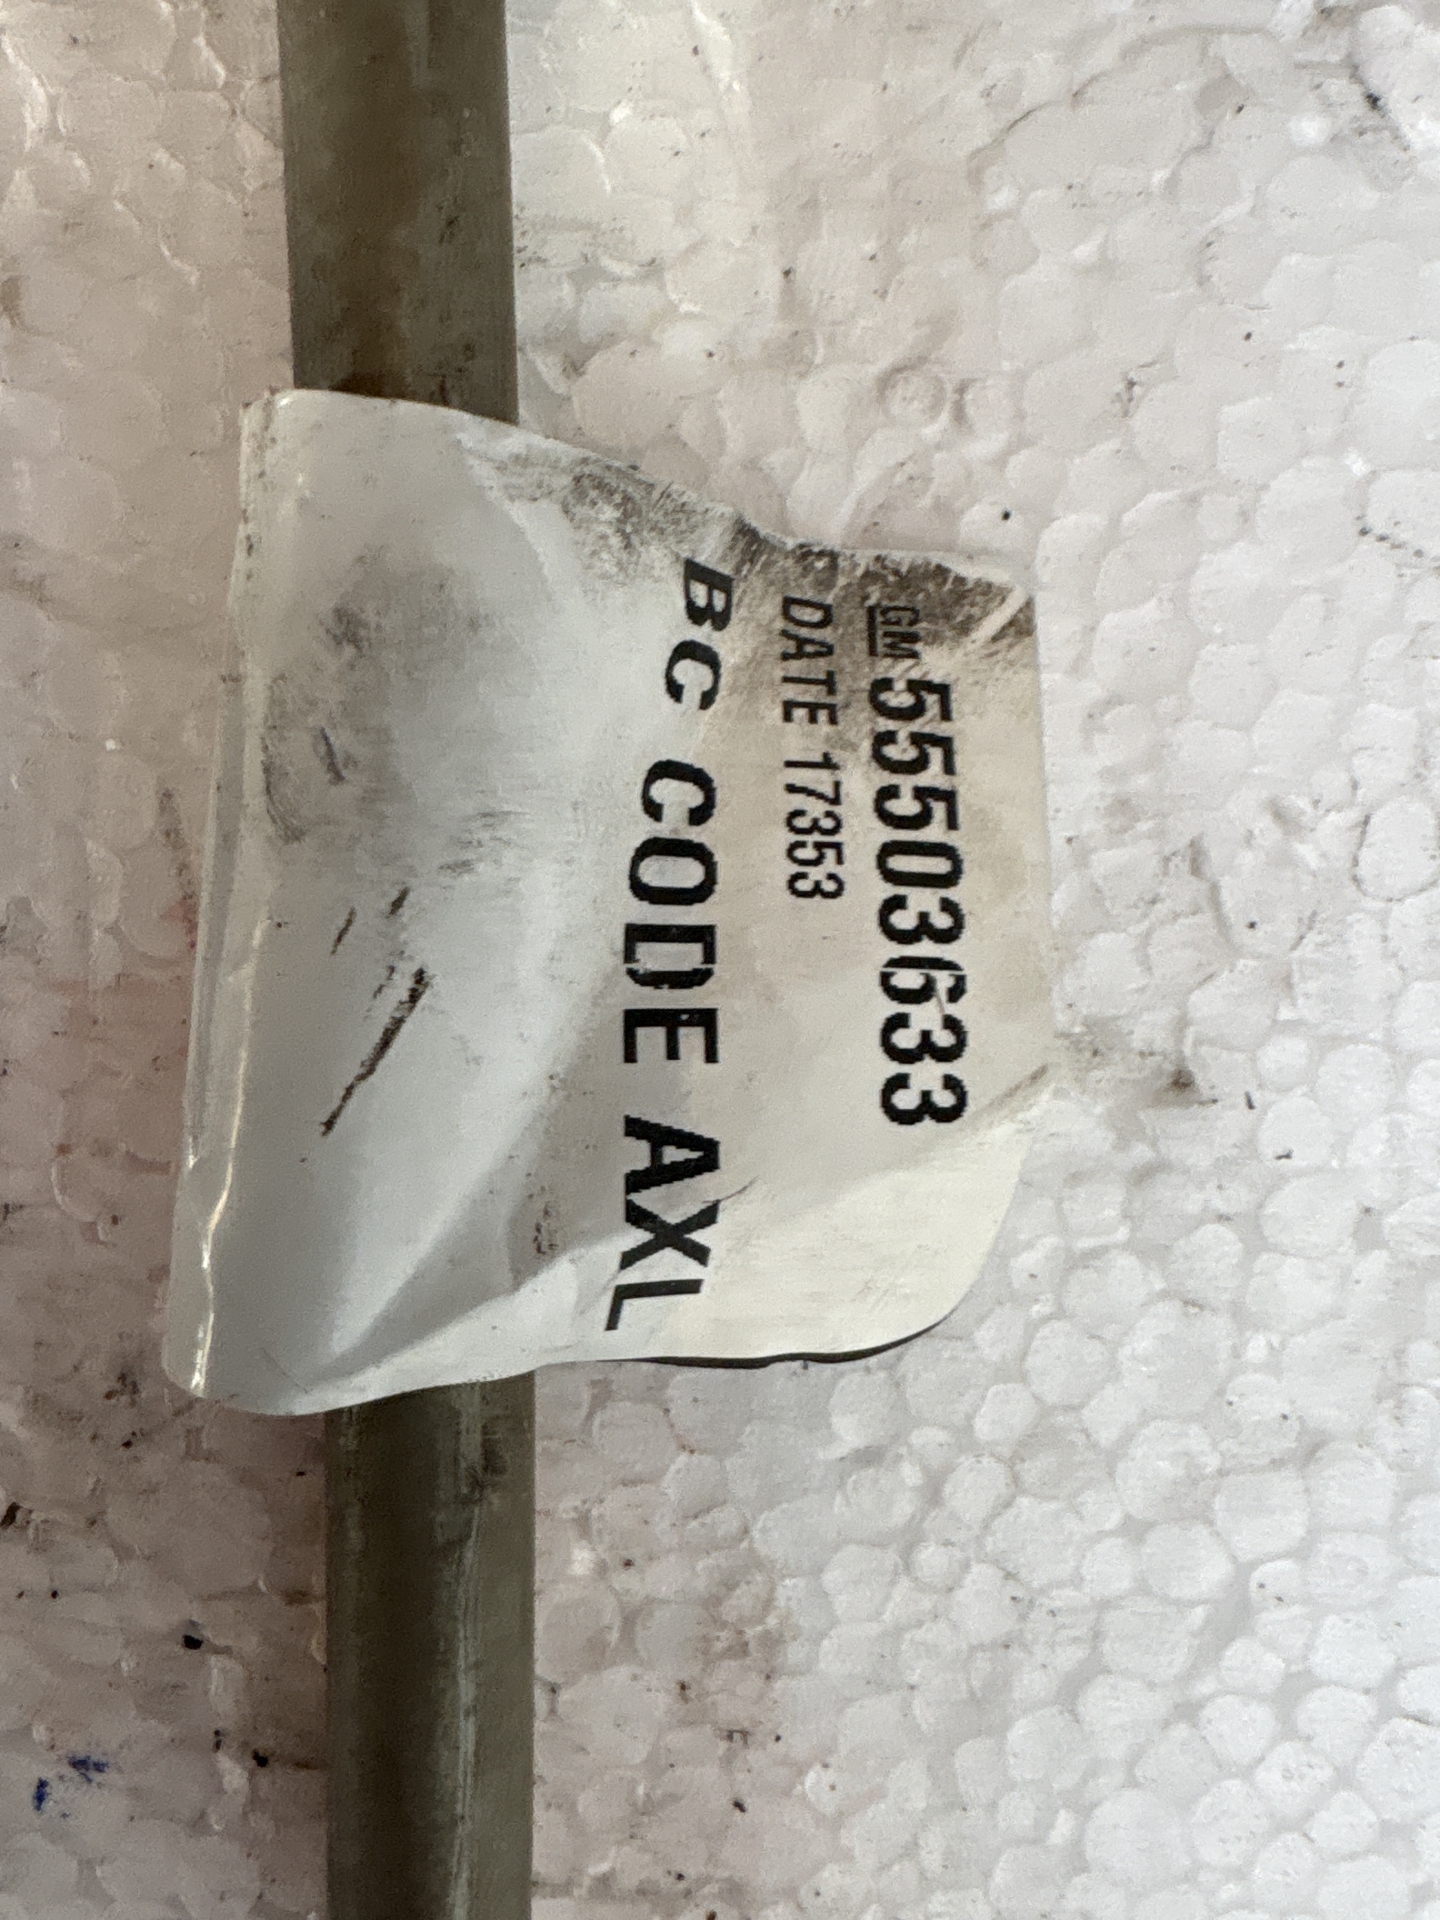 GM 55503633
DATE 17353
BC CODE AXL